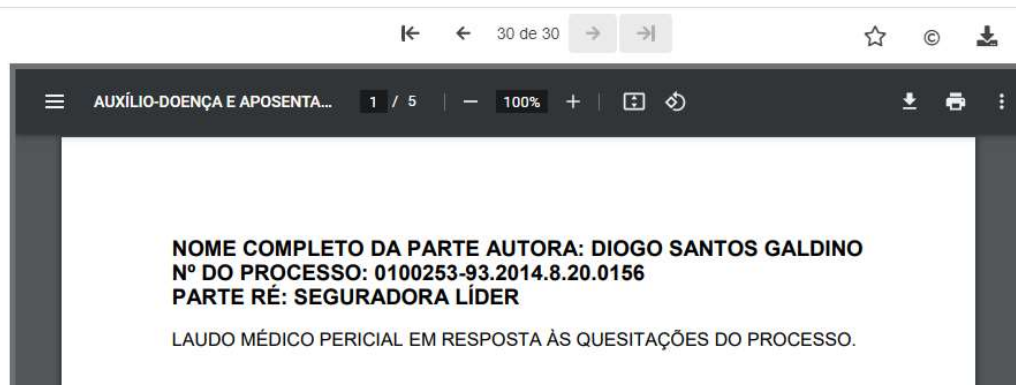 30 de 30
©
AUXÍLIO-DOENÇA E APOSENTA... 1 / 5 | — 100% + |
NOME COMPLETO DA PARTE AUTORA: DIOGO SANTOS GALDINO
Nº DO PROCESSO: 0100253-93.2014.8.20.0156
PARTE RÉ: SEGURADORA LÍDER
LAUDO MÉDICO PERICIAL EM RESPOSTA ÀS QUESITAÇÕES DO PROCESSO.